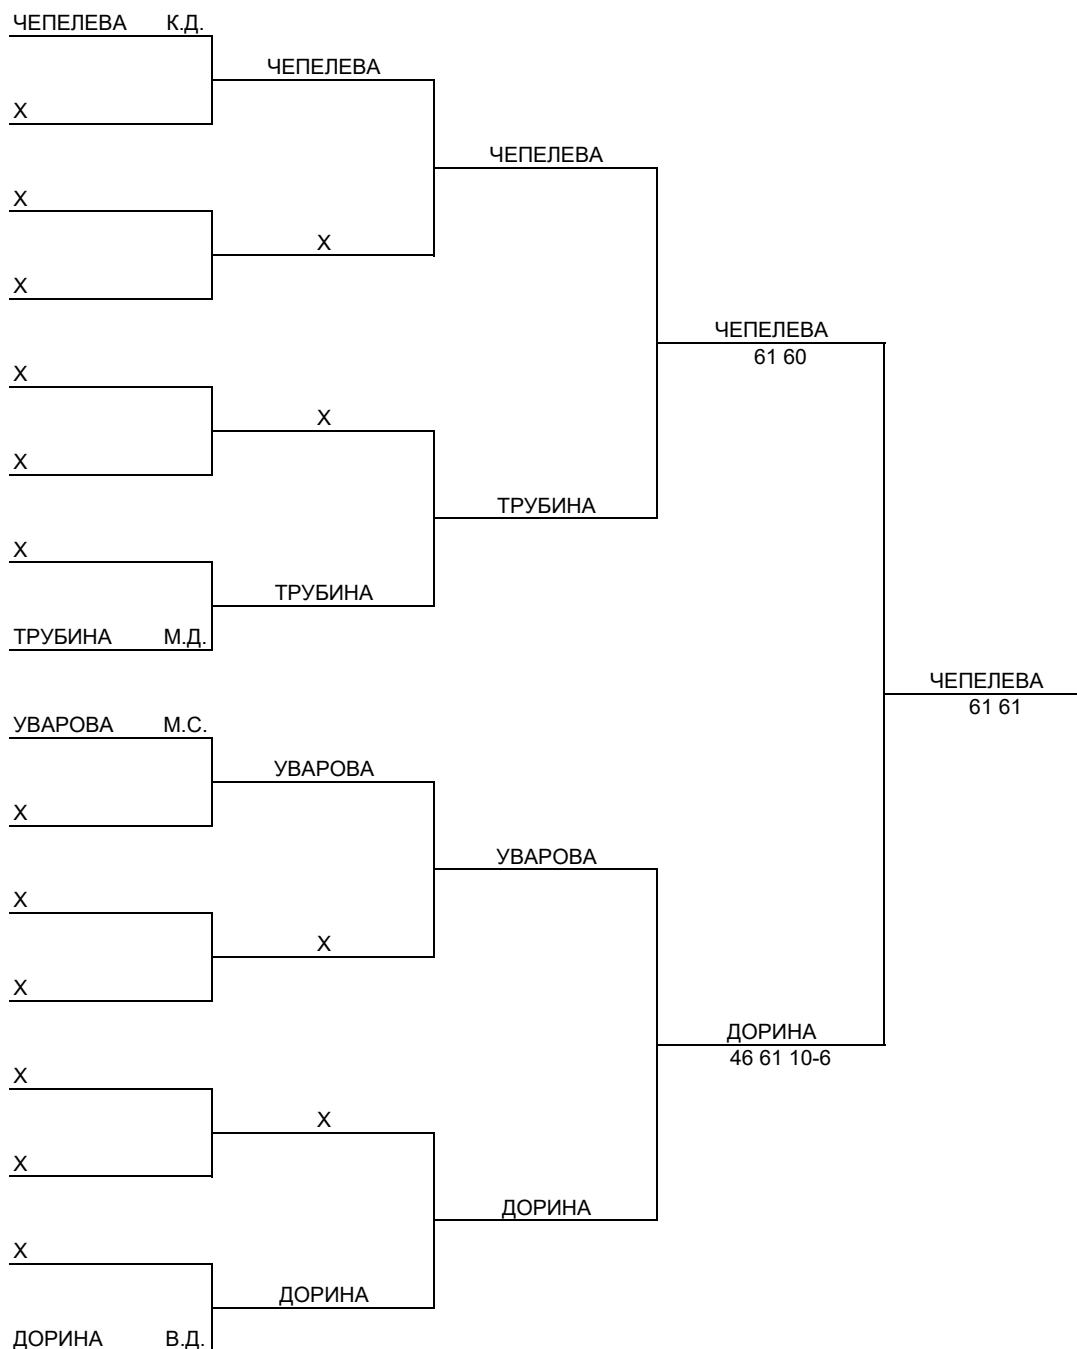 ЧЕПЕЛЕВА К.Д.
ЧЕПЕЛЕВА
Х
ЧЕПЕЛЕВА
Х
Х
Х
ЧЕПЕЛЕВА
61 60
Х
Х
Х
ТРУБИНА
Х
ТРУБИНА
ТРУБИНА М.Д.
ЧЕПЕЛЕВА
61 61
УВАРОВА М.С.
УВАРОВА
Х
УВАРОВА
Х
Х
Х
ДОРИНА
46 61 10-6
Х
Х
Х
ДОРИНА
Х
ДОРИНА
ДОРИНА В.Д.